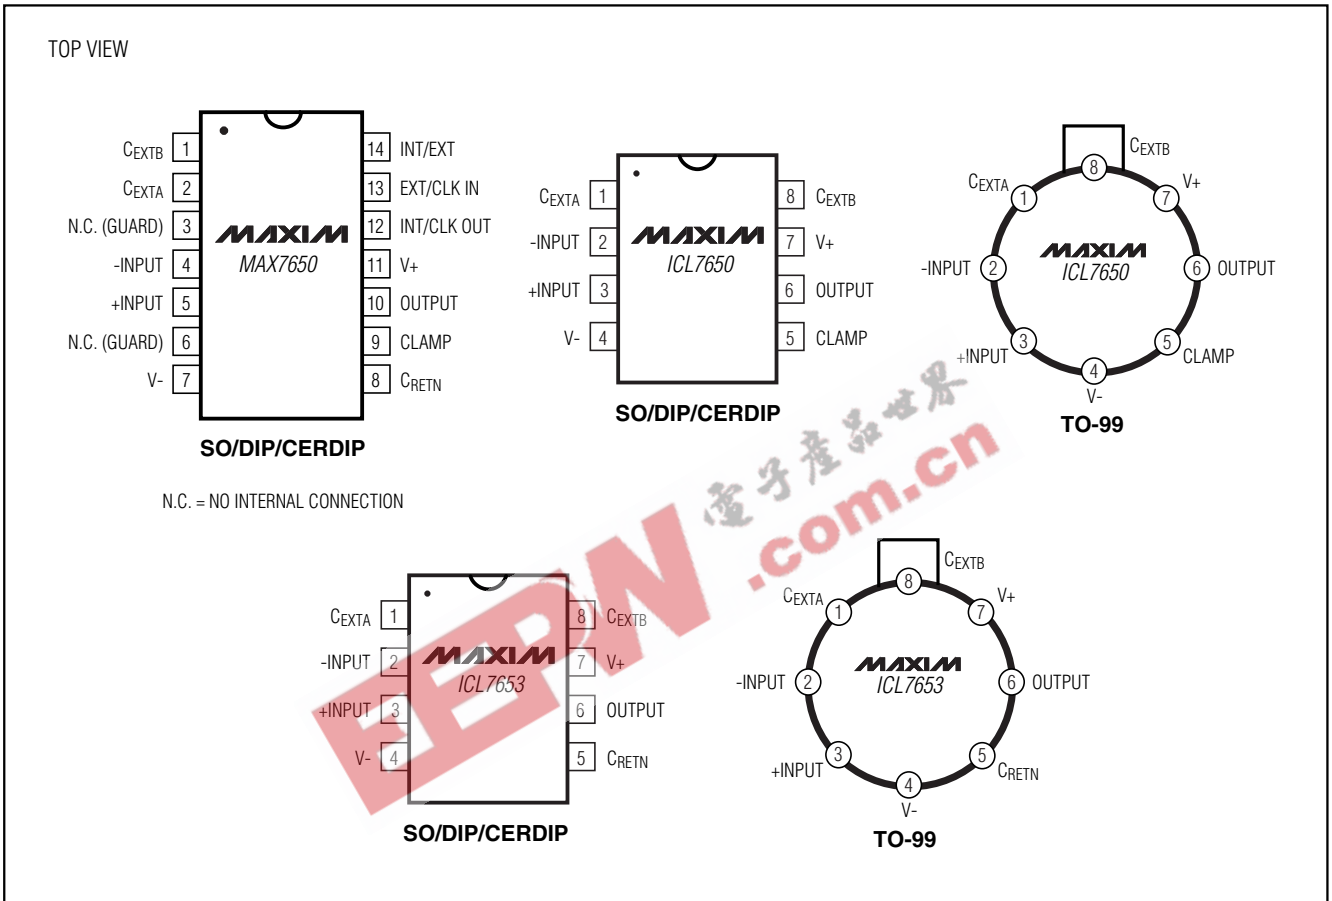 TOP VIEW
CEXTB 1
CEXTA 2
N.C. (GUARD) 3
-INPUT 4
+INPUT 5
N.C. (GUARD) 6
V- 7
MAXIM
MAX7650
14 INT/EXT
13 EXT/CLK IN
12 INT/CLK OUT
11 V+
10 OUTPUT
9 CLAMP
8 CRETN
SO/DIP/CERDIP
N.C. = NO INTERNAL CONNECTION
CEXTA 1
-INPUT 2
+INPUT 3
V- 4
MAXIM
ICL7650
8 CEXTB
7 V+
6 OUTPUT
5 CLAMP
SO/DIP/CERDIP
CEXTB
8
CEXTA 1
V+
7
-INPUT 2
MAXIM
ICL7650
6 OUTPUT
+INPUT 3
5 CLAMP
4
V-
TO-99
電子產品世界
EEPW .com.cn
CEXTA 1
-INPUT 2
+INPUT 3
V- 4
MAXIM
ICL7653
8 CEXTB
7 V+
6 OUTPUT
5 CRETN
SO/DIP/CERDIP
CEXTB
8
CEXTA 1
V+
7
-INPUT 2
MAXIM
ICL7653
6 OUTPUT
+INPUT 3
5 CRETN
4
V-
TO-99